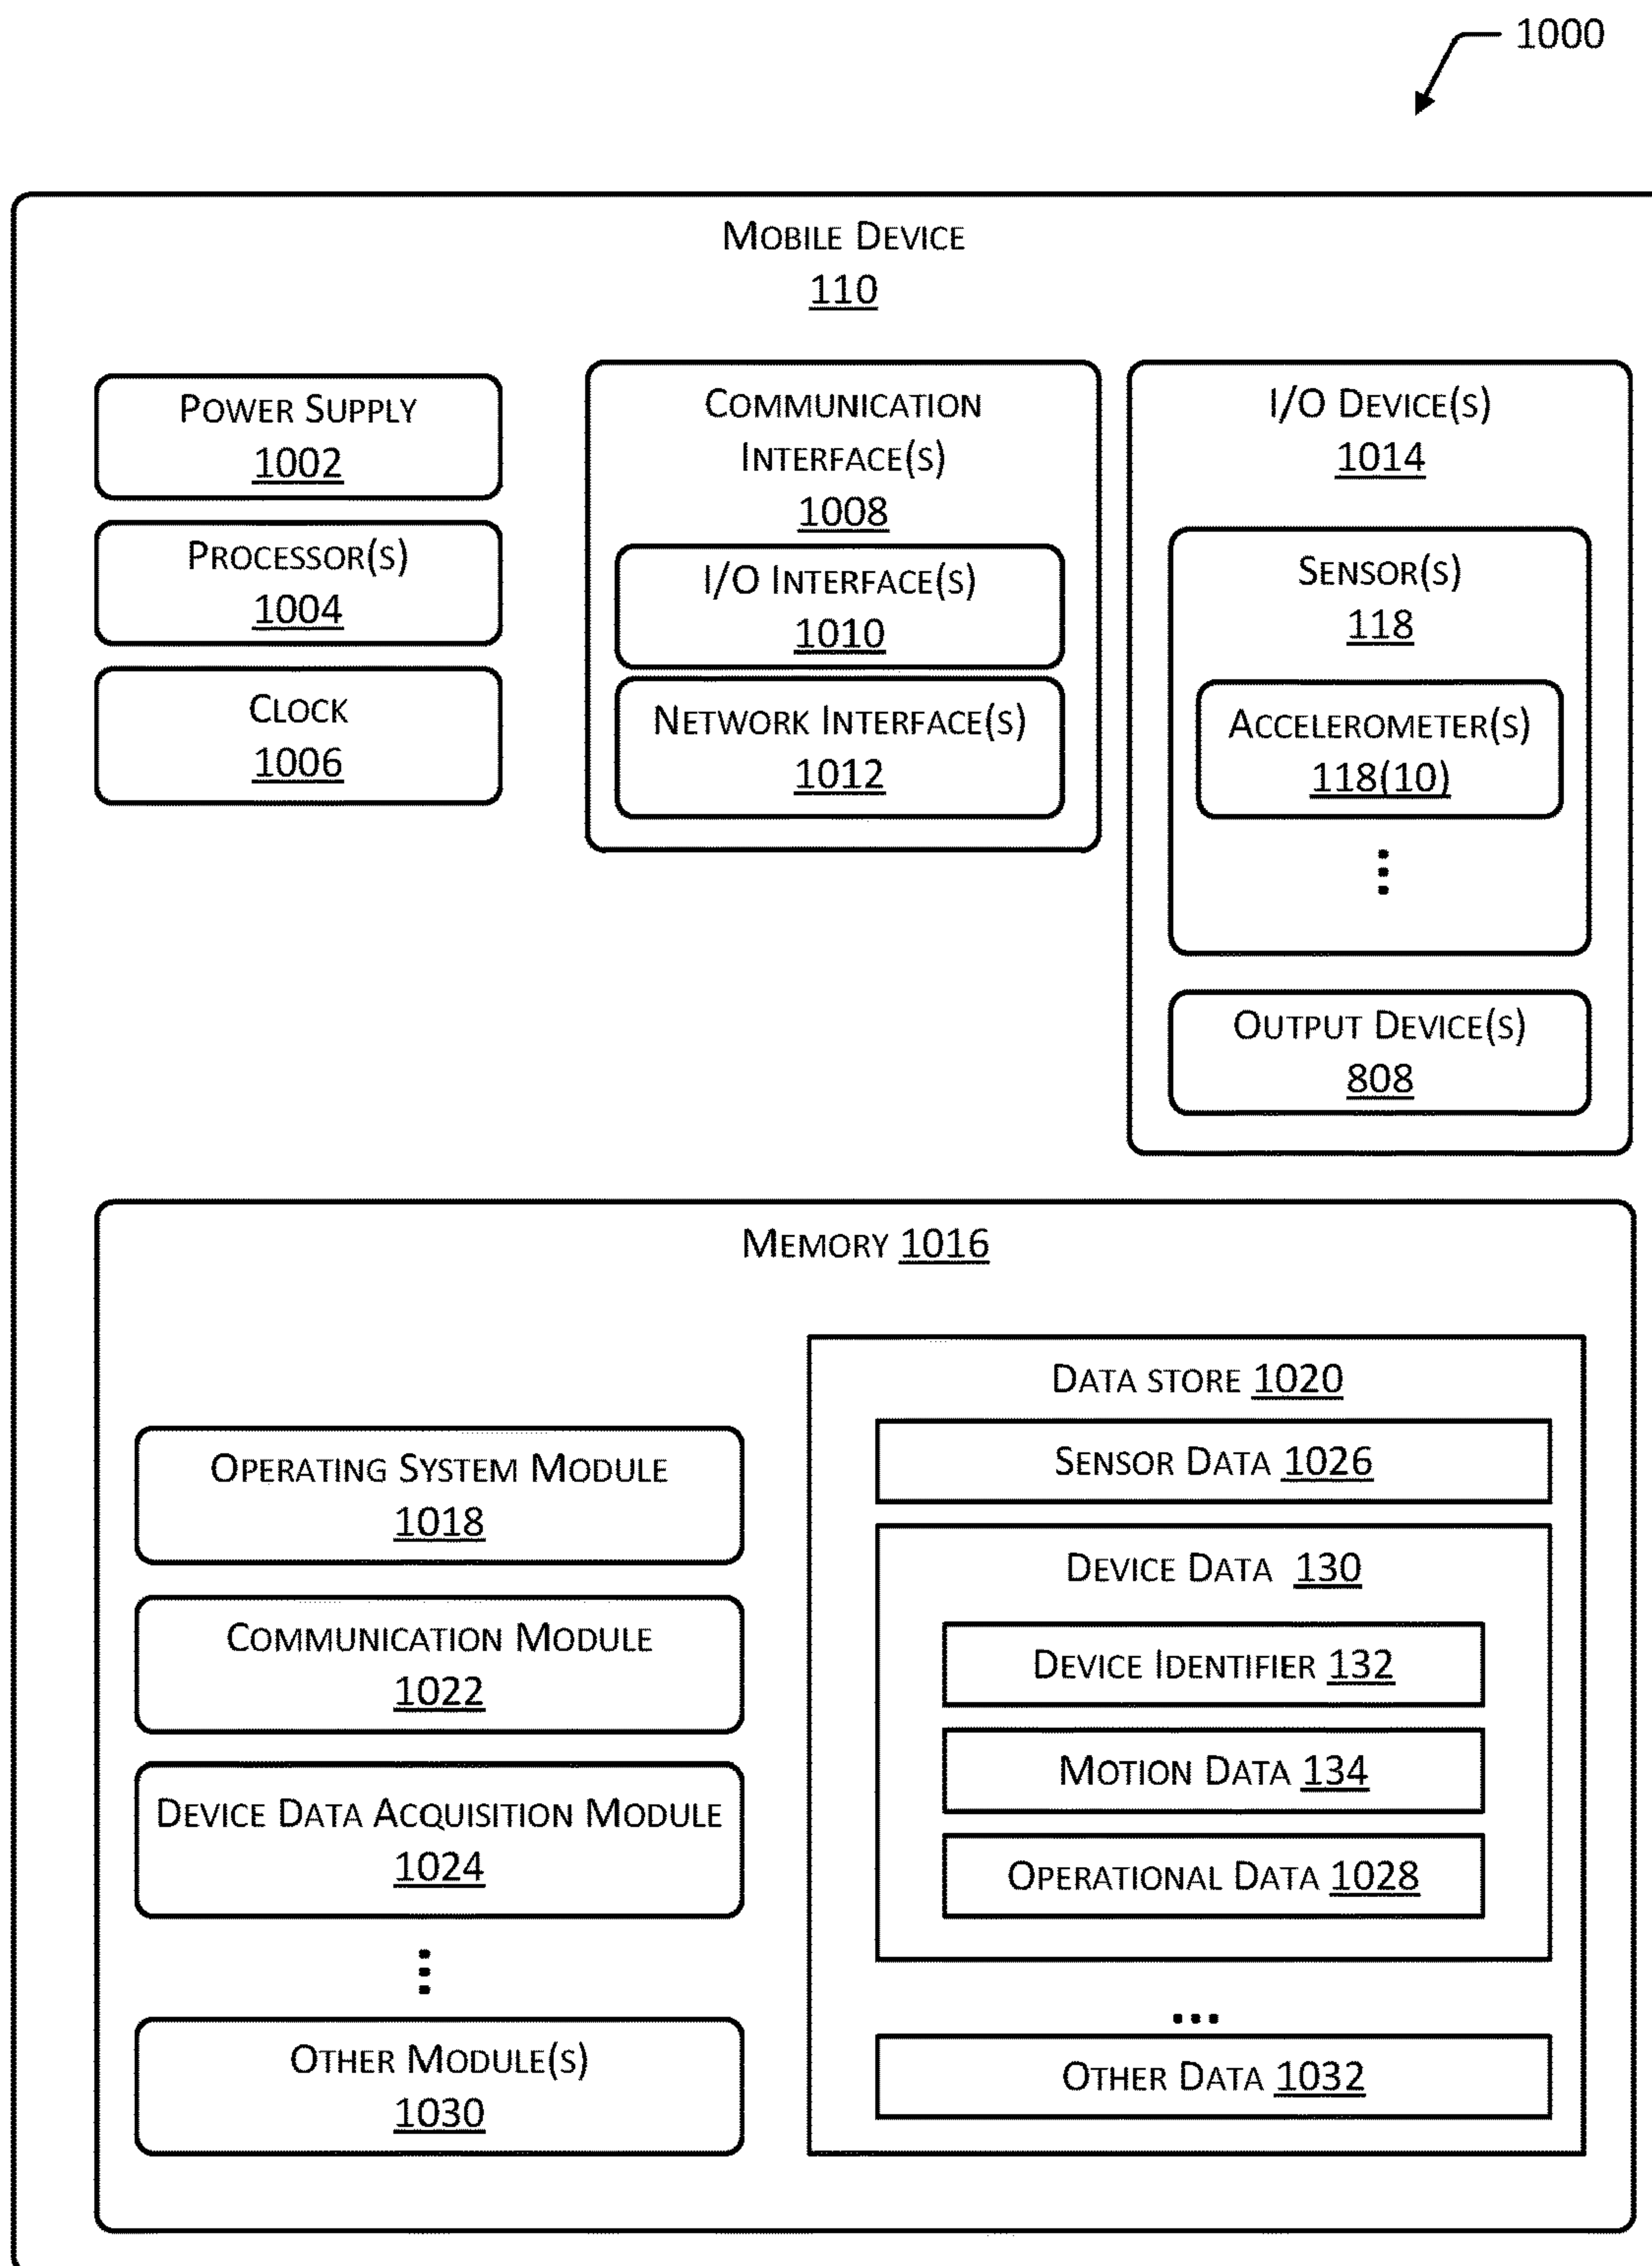 1000
MOBILE DEVICE
110
POWER SUPPLY
1002
PROCESSOR(S)
1004
CLOCK
1006
COMMUNICATION
INTERFACE(S)
1008
I/O INTERFACE(S)
1010
NETWORK INTERFACE(S)
1012
I/O DEVICE(S)
1014
SENSOR(S)
118
ACCELEROMETER(S)
118(10)
⋮
OUTPUT DEVICE(S)
808
MEMORY 1016
OPERATING SYSTEM MODULE
1018
COMMUNICATION MODULE
1022
DEVICE DATA ACQUISITION MODULE
1024
⋮
OTHER MODULE(S)
1030
DATA STORE 1020
SENSOR DATA 1026
DEVICE DATA 130
DEVICE IDENTIFIER 132
MOTION DATA 134
OPERATIONAL DATA 1028
...
OTHER DATA 1032